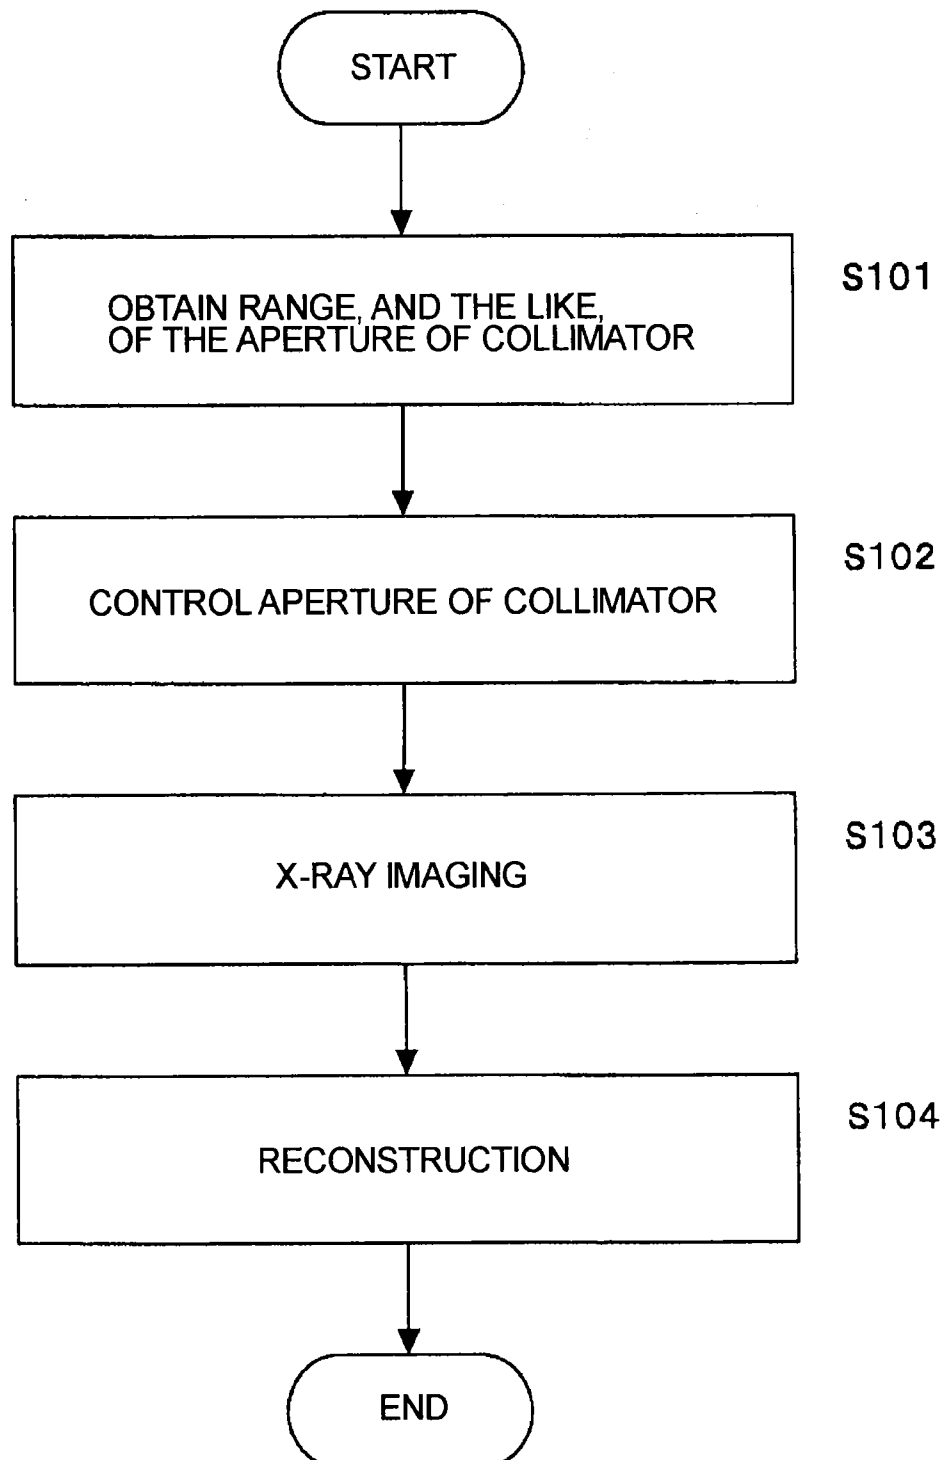 START
OBTAIN RANGE, AND THE LIKE,
OF THE APERTURE OF COLLIMATOR
S101
CONTROL APERTURE OF COLLIMATOR
S102
X-RAY IMAGING
S103
RECONSTRUCTION
S104
END